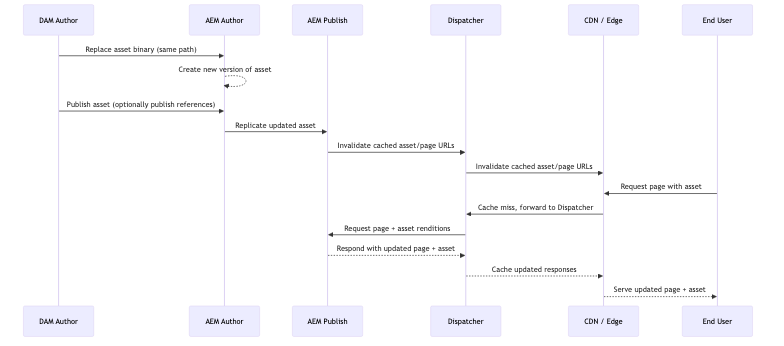 DAM Author
AEM Author
AEM Publish
Dispatcher
CDN / Edge
End User
Replace asset binary (same path)
Create new version of asset
Publish asset (optionally publish references)
Replicate updated asset
Invalidate cached asset/page URLs
Invalidate cached asset/page URLs
Request page with asset
Cache miss, forward to Dispatcher
Request page + asset renditions
Respond with updated page + asset
Cache updated responses
Serve updated page + asset
DAM Author
AEM Author
AEM Publish
Dispatcher
CDN / Edge
End User